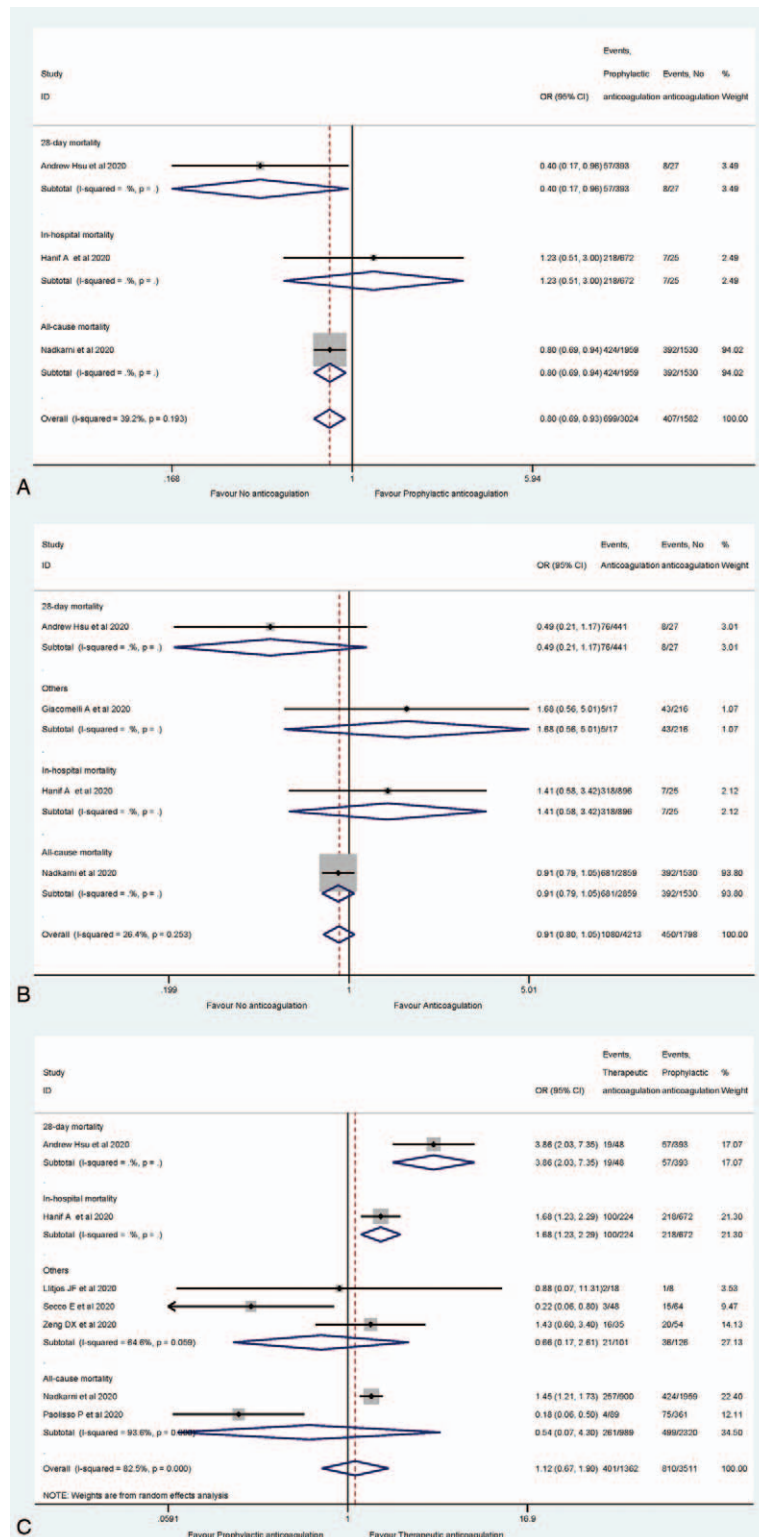 Events,
Study Prophylactic Events, No %
ID OR (95% CI) anticoagulation anticoagulation Weight
28-day mortality
Andrew Hsu et al 2020 0.40 (0.17, 0.96) 57/393 8/27 3.49
Subtotal (I-squared = .%, p = .) 0.40 (0.17, 0.96) 57/393 8/27 3.49
.
In-hospital mortality
Hanif A et al 2020 1.23 (0.51, 3.00) 218/672 7/25 2.49
Subtotal (I-squared = .%, p = .) 1.23 (0.51, 3.00) 218/672 7/25 2.49
.
All-cause mortality
Nadkarni et al 2020 0.80 (0.69, 0.94) 424/1959 392/1530 94.02
Subtotal (I-squared = .%, p = .) 0.80 (0.69, 0.94) 424/1959 392/1530 94.02
.
Overall (I-squared = 39.2%, p = 0.193) 0.80 (0.69, 0.93) 699/3024 407/1582 100.00
.168 1 5.94
Favour No anticoagulation Favour Prophylactic anticoagulation
A
Study Events, Events, No %
ID OR (95% CI) Anticoagulation anticoagulation Weight
28-day mortality
Andrew Hsu et al 2020 0.49 (0.21, 1.17) 76/441 8/27 3.01
Subtotal (I-squared = .%, p = .) 0.49 (0.21, 1.17) 76/441 8/27 3.01
.
Others
Giacomelli A et al 2020 1.68 (0.56, 5.01) 5/17 43/216 1.07
Subtotal (I-squared = .%, p = .) 1.68 (0.56, 5.01) 5/17 43/216 1.07
.
In-hospital mortality
Hanif A et al 2020 1.41 (0.58, 3.42) 318/896 7/25 2.12
Subtotal (I-squared = .%, p = .) 1.41 (0.58, 3.42) 318/896 7/25 2.12
.
All-cause mortality
Nadkarni et al 2020 0.91 (0.79, 1.05) 681/2859 392/1530 93.80
Subtotal (I-squared = .%, p = .) 0.91 (0.79, 1.05) 681/2859 392/1530 93.80
.
Overall (I-squared = 26.4%, p = 0.253) 0.91 (0.80, 1.05) 1080/4213 450/1798 100.00
.199 1 5.01
Favour No anticoagulation Favour Anticoagulation
B
Events, Events,
Study Therapeutic Prophylactic %
ID OR (95% CI) anticoagulation anticoagulation Weight
28-day mortality
Andrew Hsu et al 2020 3.86 (2.03, 7.35) 19/48 57/393 17.07
Subtotal (I-squared = .%, p = .) 3.86 (2.03, 7.35) 19/48 57/393 17.07
.
In-hospital mortality
Hanif A et al 2020 1.68 (1.23, 2.29) 100/224 218/672 21.30
Subtotal (I-squared = .%, p = .) 1.68 (1.23, 2.29) 100/224 218/672 21.30
.
Others
Llitjos JF et al 2020 0.88 (0.07, 11.31) 2/18 1/8 3.53
Secco E et al 2020 0.22 (0.06, 0.80) 3/48 15/64 9.47
Zeng DX et al 2020 1.43 (0.60, 3.40) 16/35 20/54 14.13
Subtotal (I-squared = 64.6%, p = 0.059) 0.66 (0.17, 2.61) 21/101 36/126 27.13
.
All-cause mortality
Nadkarni et al 2020 1.45 (1.21, 1.73) 257/900 424/1959 22.40
Paolisso P et al 2020 0.18 (0.06, 0.50) 4/89 75/361 12.11
Subtotal (I-squared = 93.6%, p = 0.000) 0.54 (0.07, 4.30) 261/989 499/2320 34.50
.
Overall (I-squared = 82.5%, p = 0.000) 1.12 (0.67, 1.90) 401/1362 810/3511 100.00
NOTE: Weights are from random effects analysis
.0591 1 16.9
Favour Prophylactic anticoagulation Favour Therapeutic anticoagulation
C